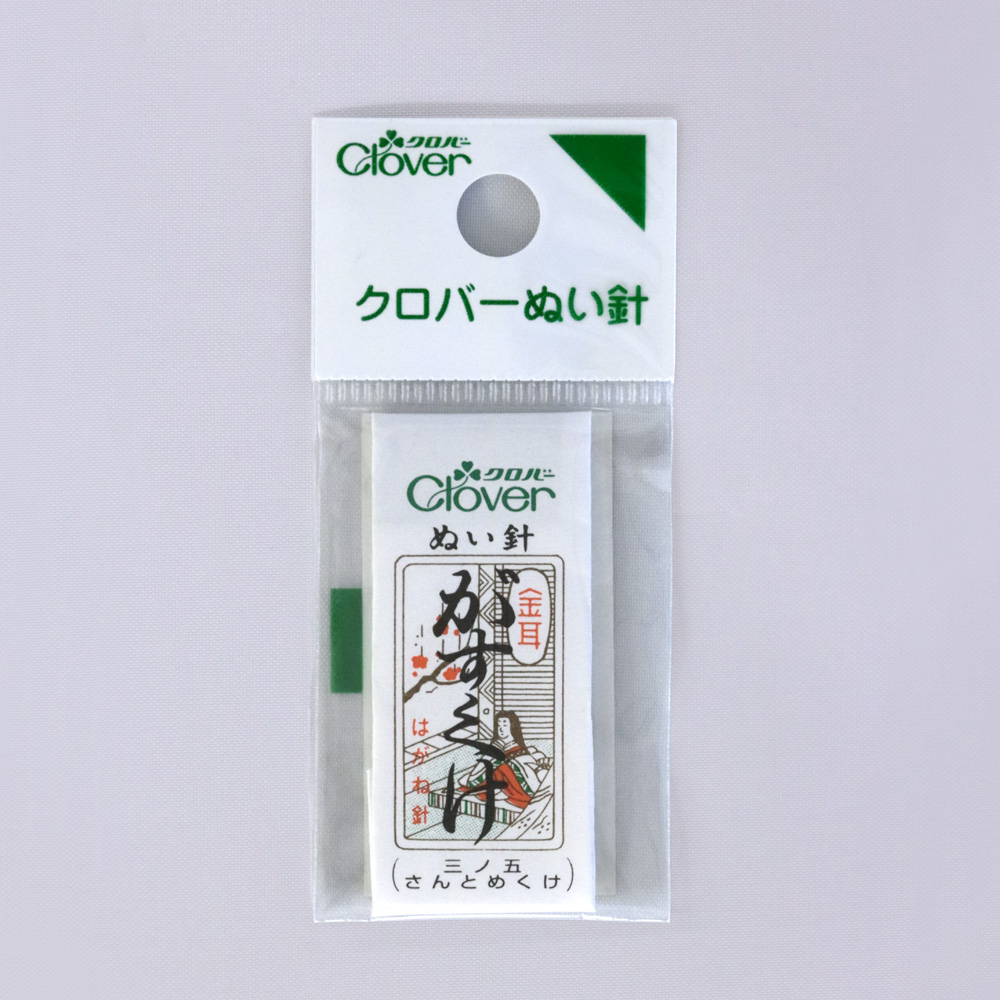 クロバー
Clover
クロバーぬい針
クロバー
Clover
ぬい針
金耳
がすくけ
はがね針
三ノ五
(さんとめくけ)